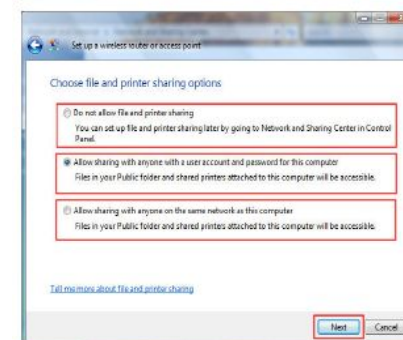 Set up a wireless router or access point
Choose file and printer sharing options
Do not allow file and printer sharing
You can set up file and printer sharing later by going to Network and Sharing Center in Control
Panel.
Allow sharing with anyone with a user account and password for this computer
Files in your Public folder and shared printers attached to this computer will be accessible.
Allow sharing with anyone on the same network as this computer
Files in your Public folder and shared printers attached to this computer will be accessible.
Tell me more about file and printer sharing
Next
Cancel